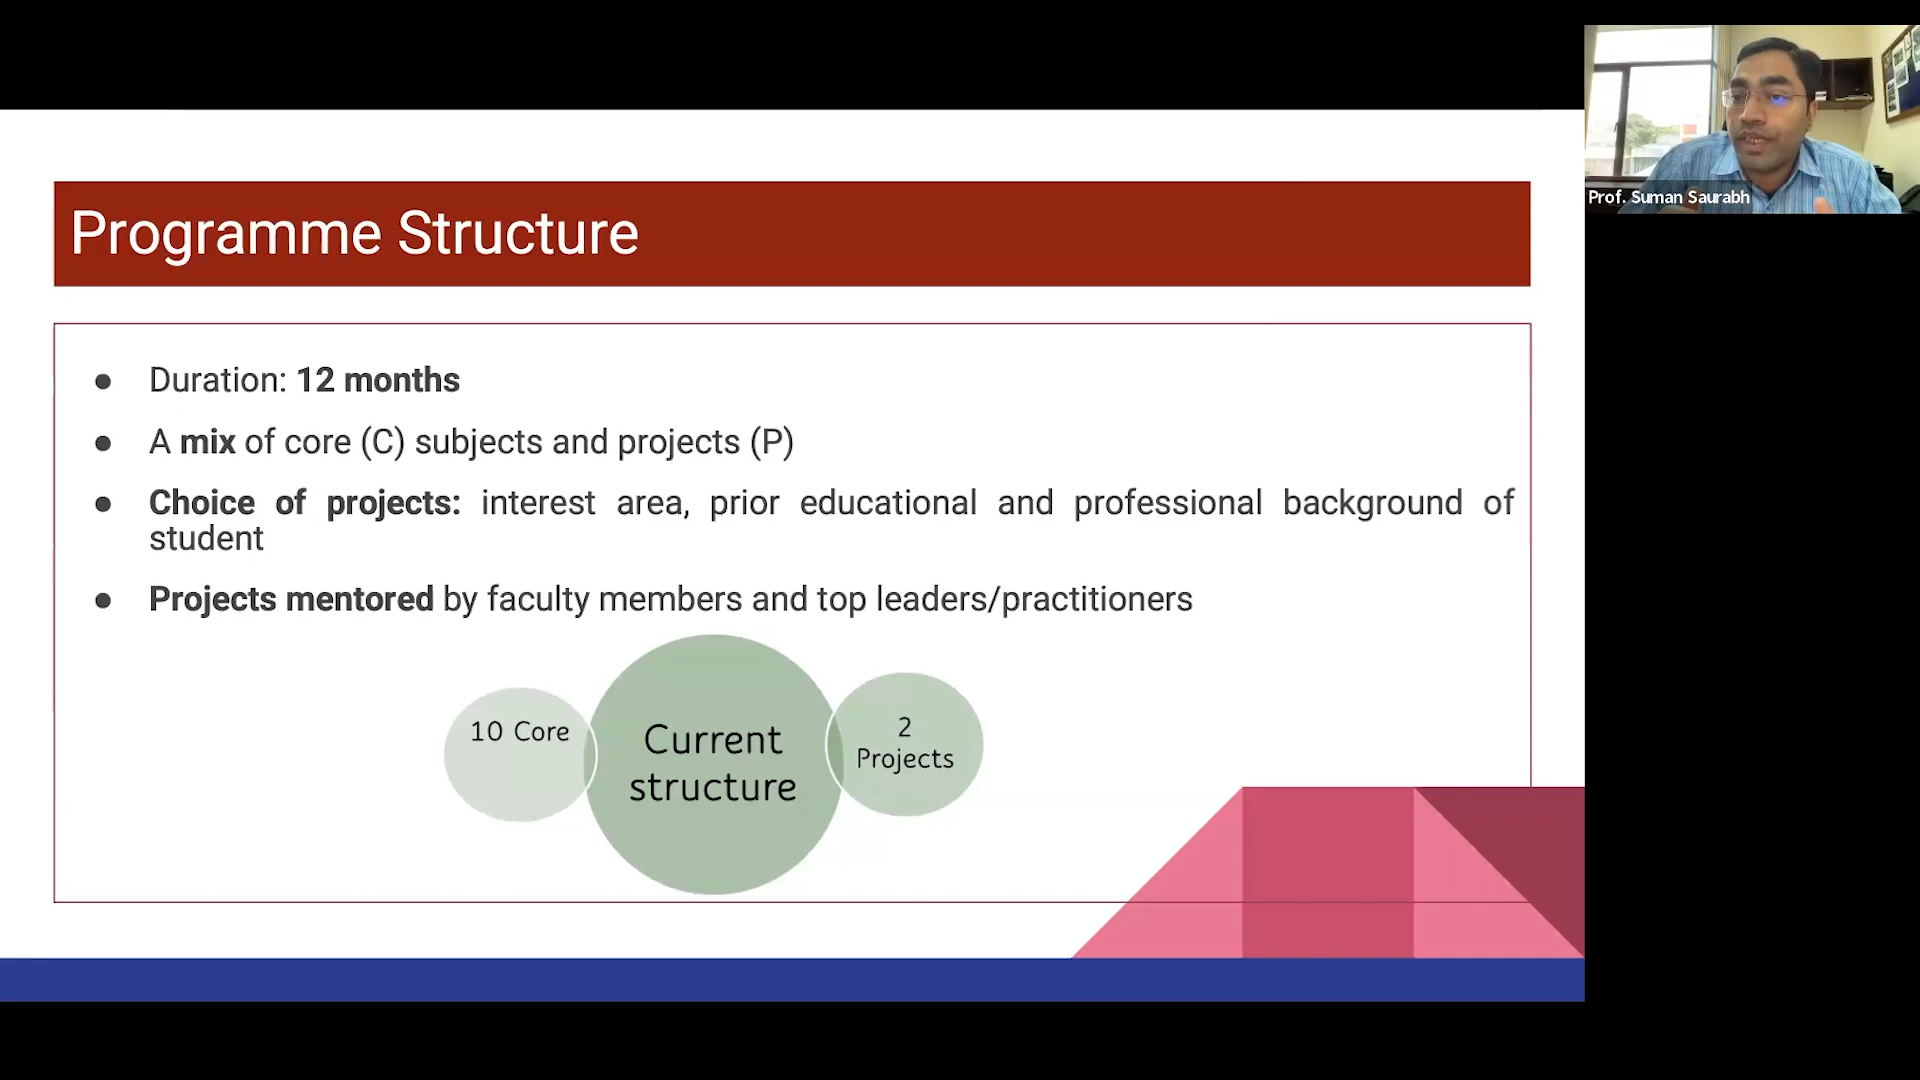 Programme Structure
Prof. Suman Saurabh
● Duration: 12 months
● A mix of core (C) subjects and projects (P)
● Choice of projects: interest area, prior educational and professional background of
student
● Projects mentored by faculty members and top leaders/practitioners
10 Core
Current
structure
2
Projects